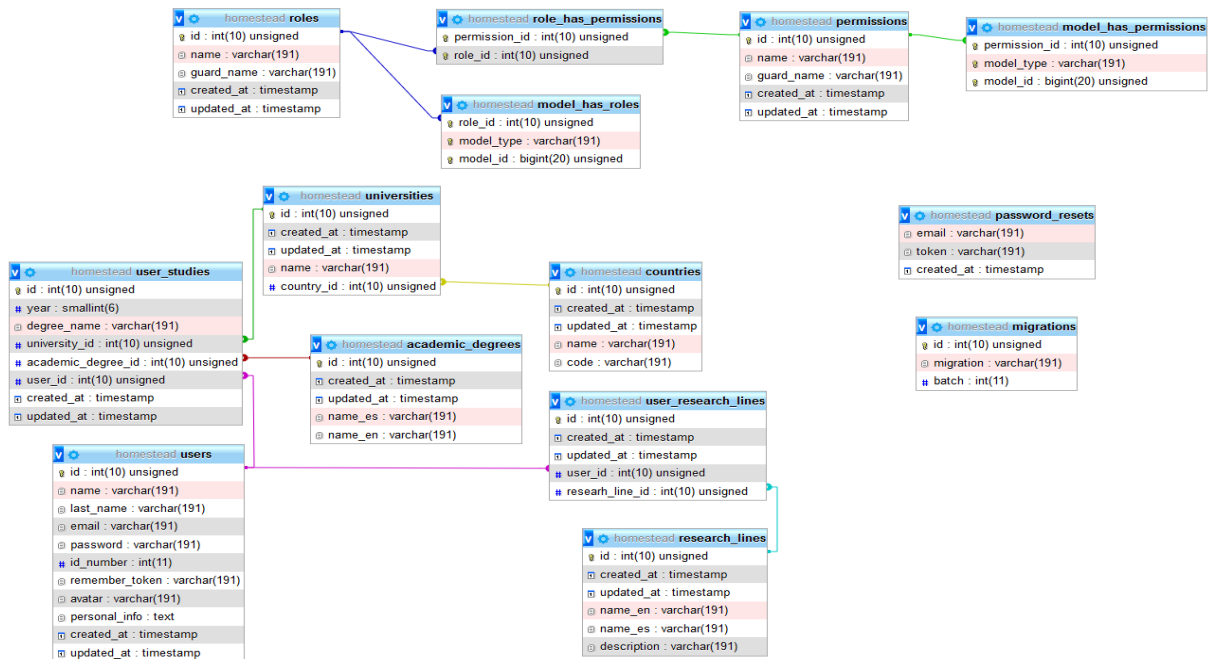 homestead roles
id : int(10) unsigned
name : varchar(191)
guard_name : varchar(191)
created_at : timestamp
updated_at : timestamp
homestead role_has_permissions
permission_id : int(10) unsigned
role_id : int(10) unsigned
homestead permissions
id : int(10) unsigned
name : varchar(191)
guard_name : varchar(191)
created_at : timestamp
updated_at : timestamp
homestead model_has_permissions
permission_id : int(10) unsigned
model_type : varchar(191)
model_id : bigint(20) unsigned
homestead model_has_roles
role_id : int(10) unsigned
model_type : varchar(191)
model_id : bigint(20) unsigned
homestead universities
id : int(10) unsigned
created_at : timestamp
updated_at : timestamp
name : varchar(191)
country_id : int(10) unsigned
homestead password_resets
email : varchar(191)
token : varchar(191)
created_at : timestamp
homestead user_studies
id : int(10) unsigned
year : smallint(6)
degree_name : varchar(191)
university_id : int(10) unsigned
academic_degree_id : int(10) unsigned
user_id : int(10) unsigned
created_at : timestamp
updated_at : timestamp
homestead countries
id : int(10) unsigned
created_at : timestamp
updated_at : timestamp
name : varchar(191)
code : varchar(191)
homestead academic_degrees
id : int(10) unsigned
created_at : timestamp
updated_at : timestamp
name_es : varchar(191)
name_en : varchar(191)
homestead migrations
id : int(10) unsigned
migration : varchar(191)
batch : int(11)
homestead user_research_lines
id : int(10) unsigned
created_at : timestamp
updated_at : timestamp
user_id : int(10) unsigned
researh_line_id : int(10) unsigned
homestead users
id : int(10) unsigned
name : varchar(191)
last_name : varchar(191)
email : varchar(191)
password : varchar(191)
id_number : int(11)
remember_token : varchar(191)
avatar : varchar(191)
personal_info : text
created_at : timestamp
updated_at : timestamp
homestead research_lines
id : int(10) unsigned
created_at : timestamp
updated_at : timestamp
name_en : varchar(191)
name_es : varchar(191)
description : varchar(191)